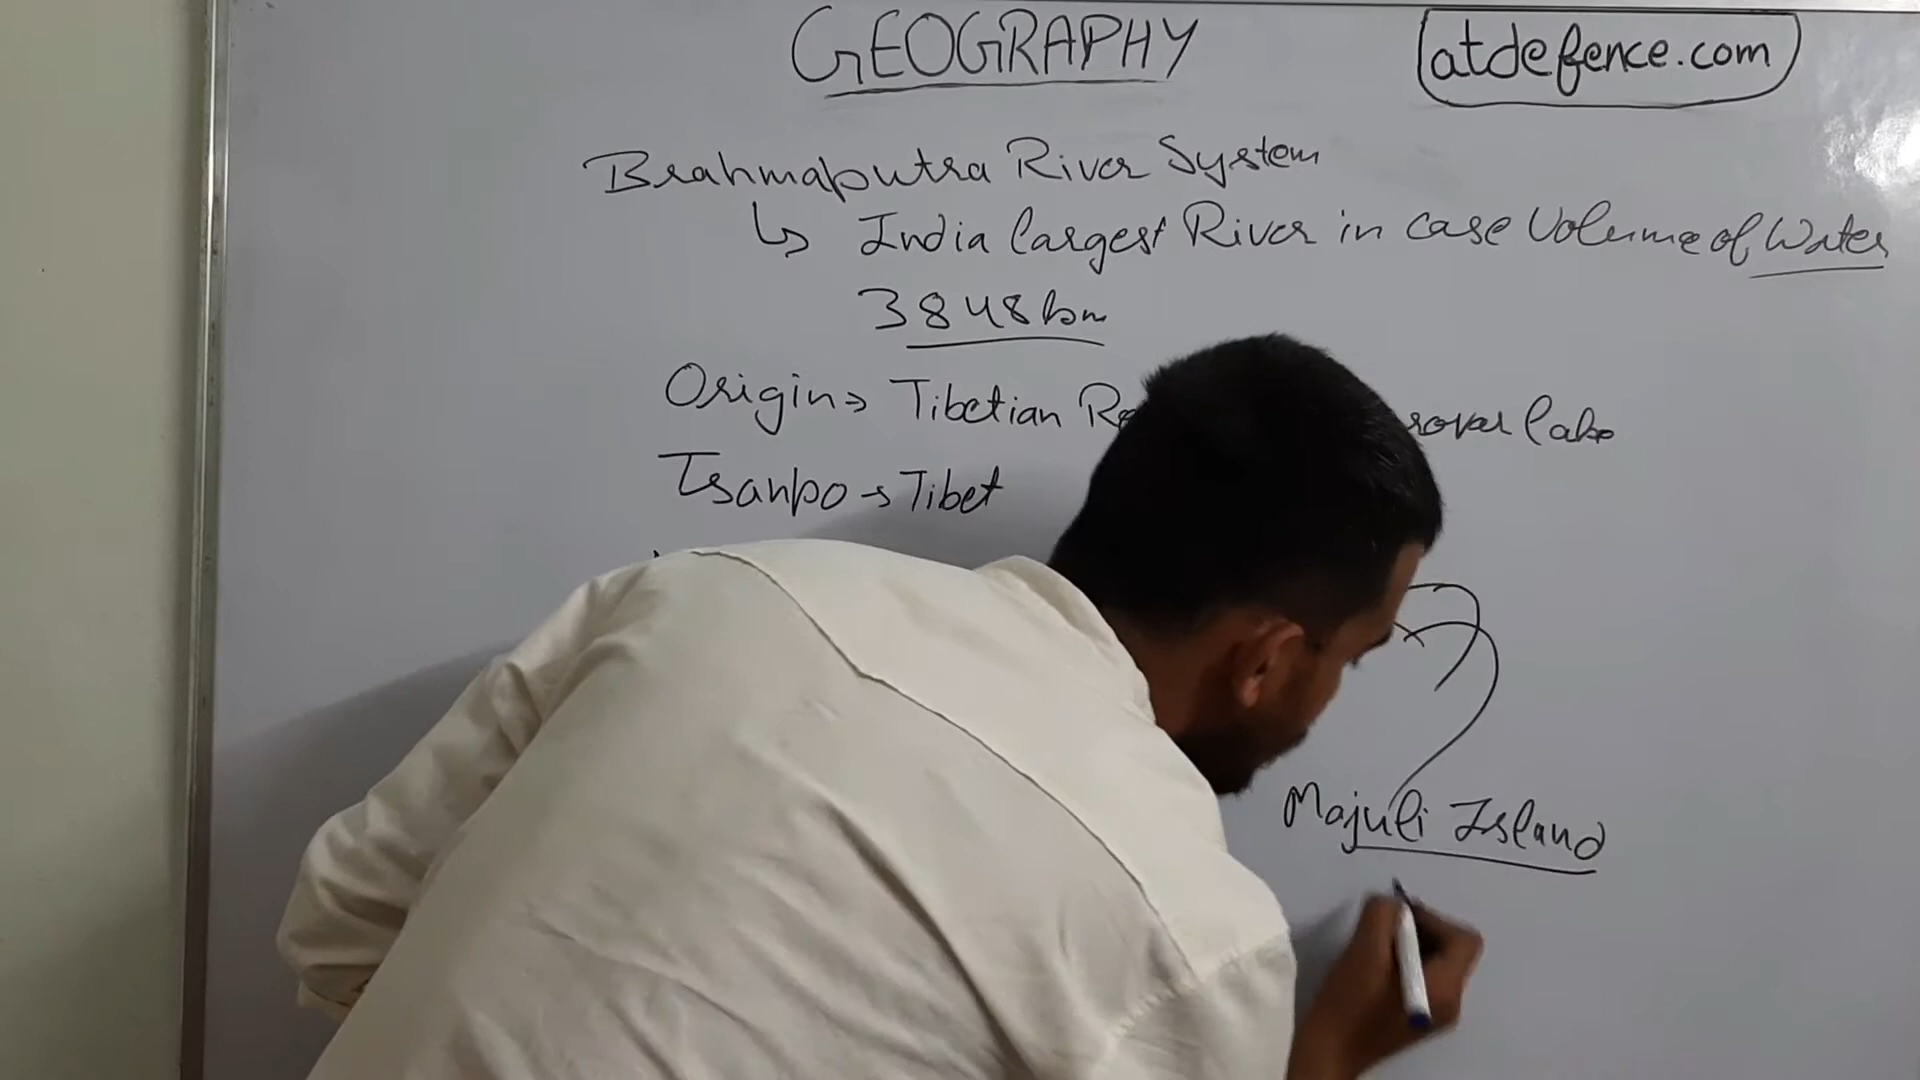 GEOGRAPHY
atdefence.com
Brahmaputra River System
↳ India largest River in case Volume of Water
3848 km
Origin → Tibetian lake
Tsanpo → Tibet
Majuli Island